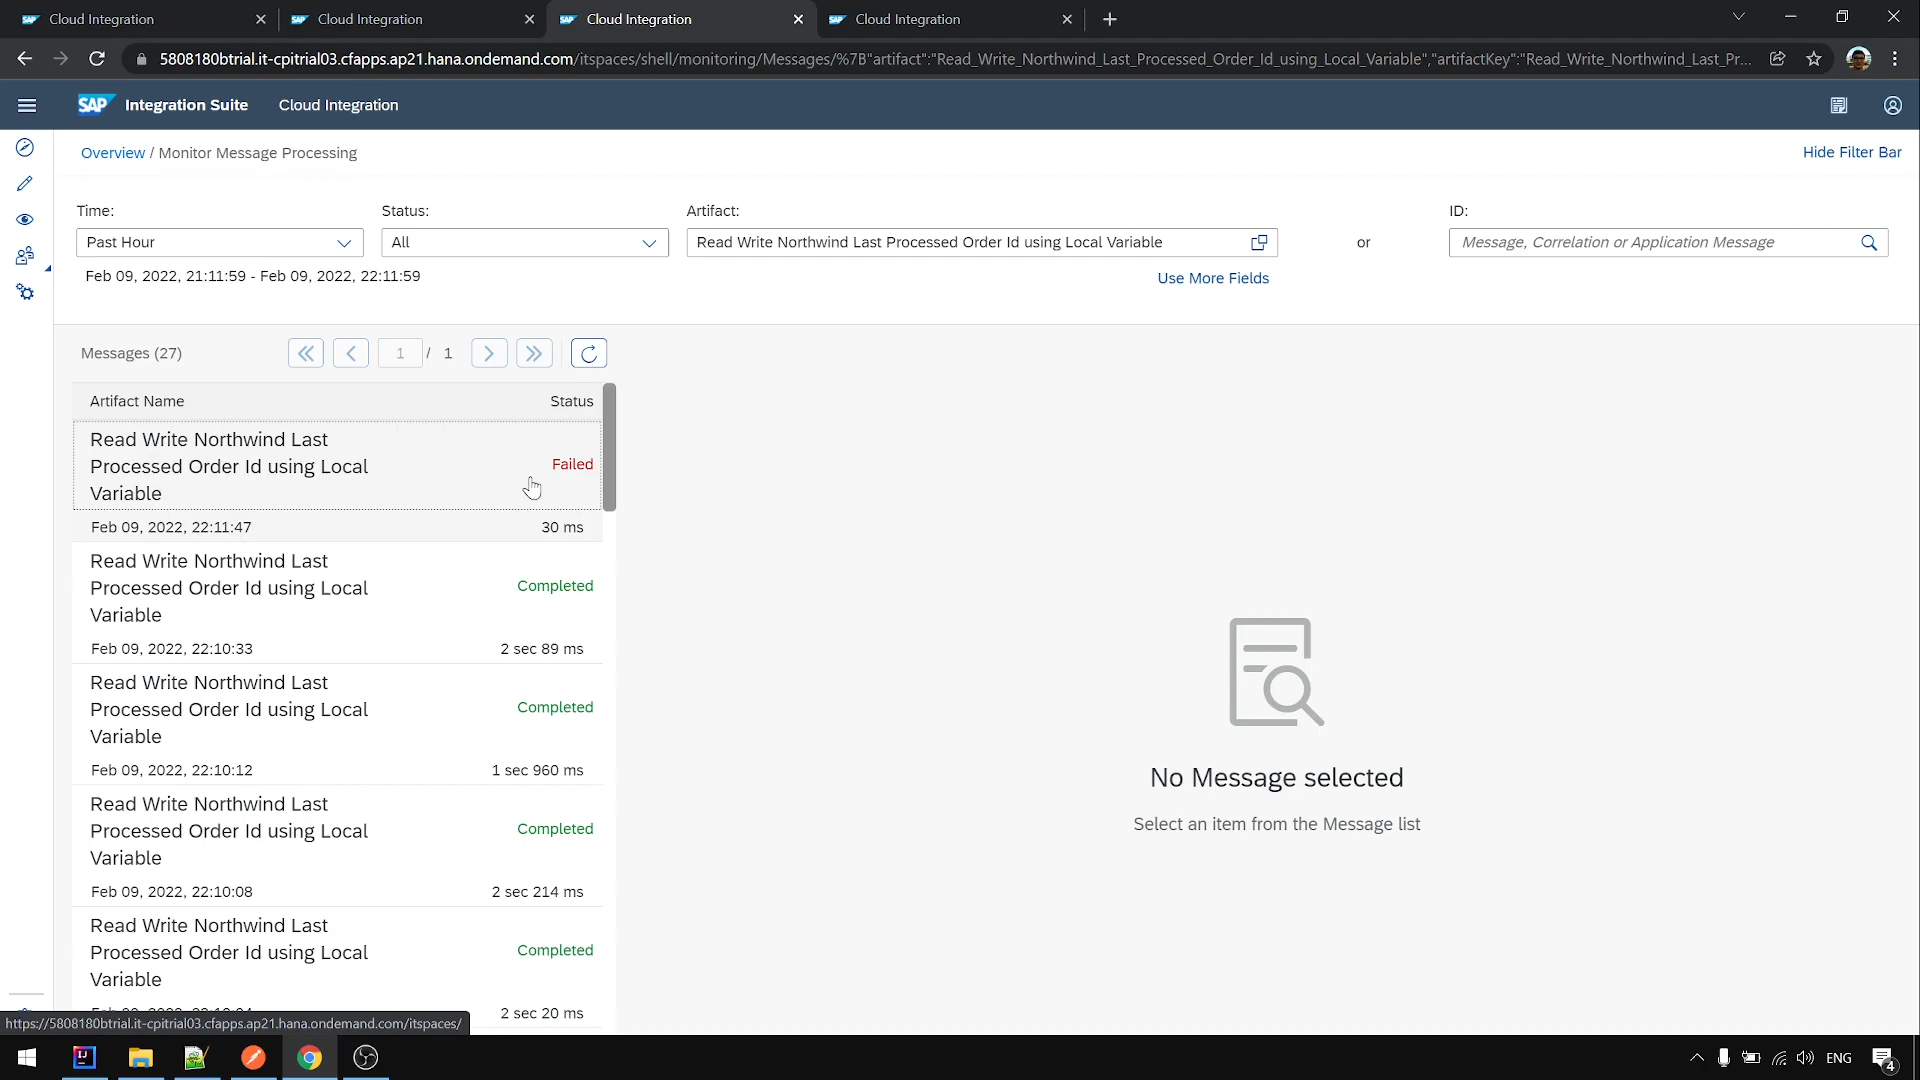 Cloud Integration
Cloud Integration
Cloud Integration
Cloud Integration
5808180btrial.it-cpitrial03.cfapps.ap21.hana.ondemand.com/itspaces/shell/monitoring/Messages/%7B"artifact":"Read_Write_Northwind_Last_Processed_Order_Id_using_Local_Variable","artifactKey":"Read_Write_Northwind_Last_Pr...
SAP Integration Suite Cloud Integration
Overview / Monitor Message Processing
Hide Filter Bar
Time: Status: Artifact: ID:
Past Hour All Read Write Northwind Last Processed Order Id using Local Variable or Message, Correlation or Application Message
Feb 09, 2022, 21:11:59 - Feb 09, 2022, 22:11:59
Use More Fields
Messages (27) 1 / 1
Artifact Name Status
Read Write Northwind Last
Processed Order Id using Local
Variable
Failed
Feb 09, 2022, 22:11:47 30 ms
Read Write Northwind Last
Processed Order Id using Local
Variable
Completed
Feb 09, 2022, 22:10:33 2 sec 89 ms
Read Write Northwind Last
Processed Order Id using Local
Variable
Completed
Feb 09, 2022, 22:10:12 1 sec 960 ms
Read Write Northwind Last
Processed Order Id using Local
Variable
Completed
Feb 09, 2022, 22:10:08 2 sec 214 ms
Read Write Northwind Last
Processed Order Id using Local
Variable
Completed
2 sec 20 ms
No Message selected
Select an item from the Message list
https://5808180btrial.it-cpitrial03.cfapps.ap21.hana.ondemand.com/itspaces/
ENG
4